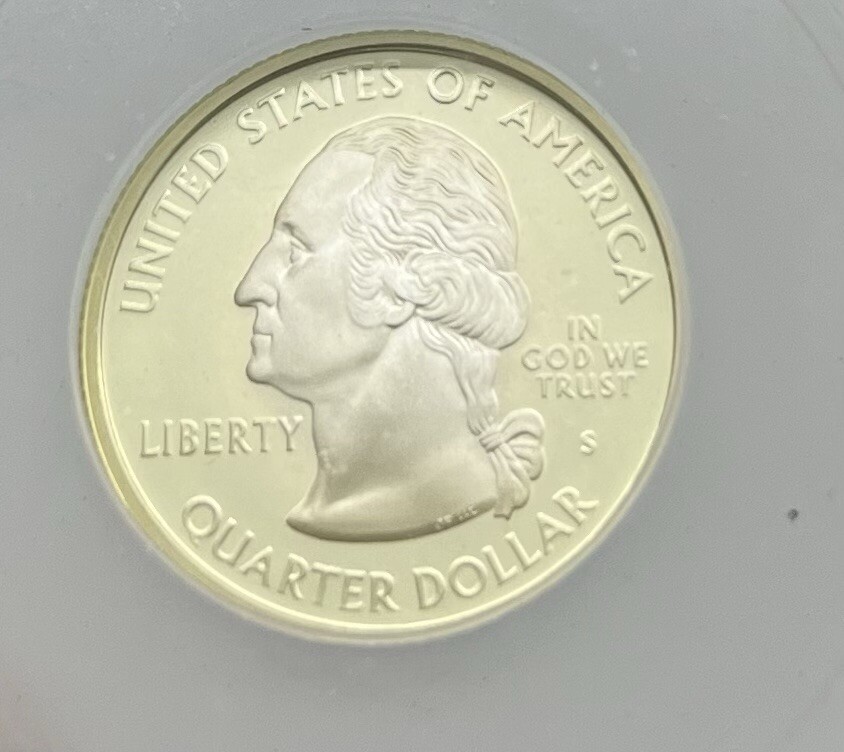 UNITED STATES OF AMERICA
LIBERTY
IN
GOD WE
TRUST
S
QUARTER DOLLAR